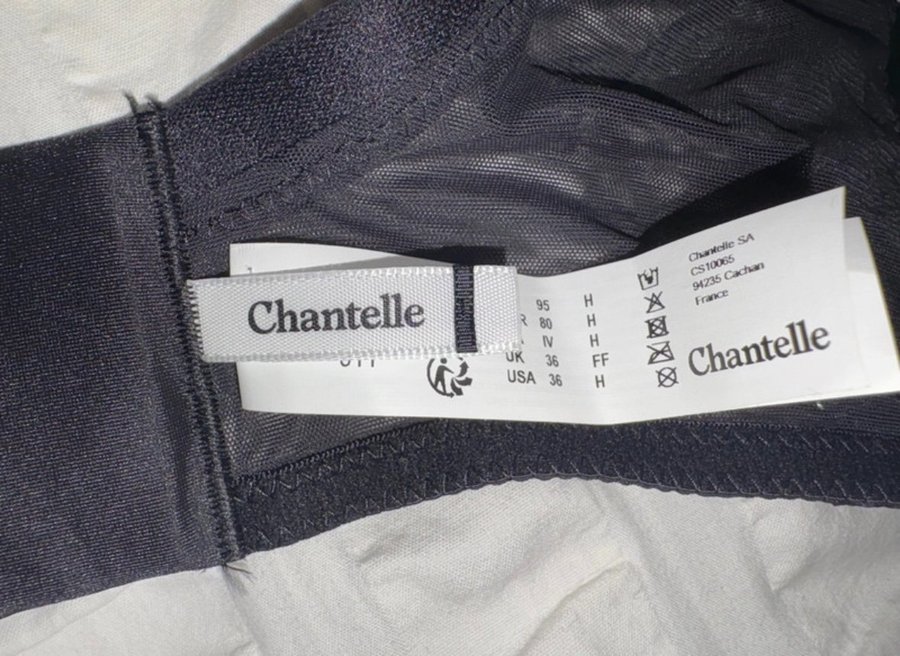 Chantelle
95 H
R 80 H
IV H
UK 36 FF
USA 36 H
Chantelle SA
CS10065
94235 Cachan
France
Chantelle